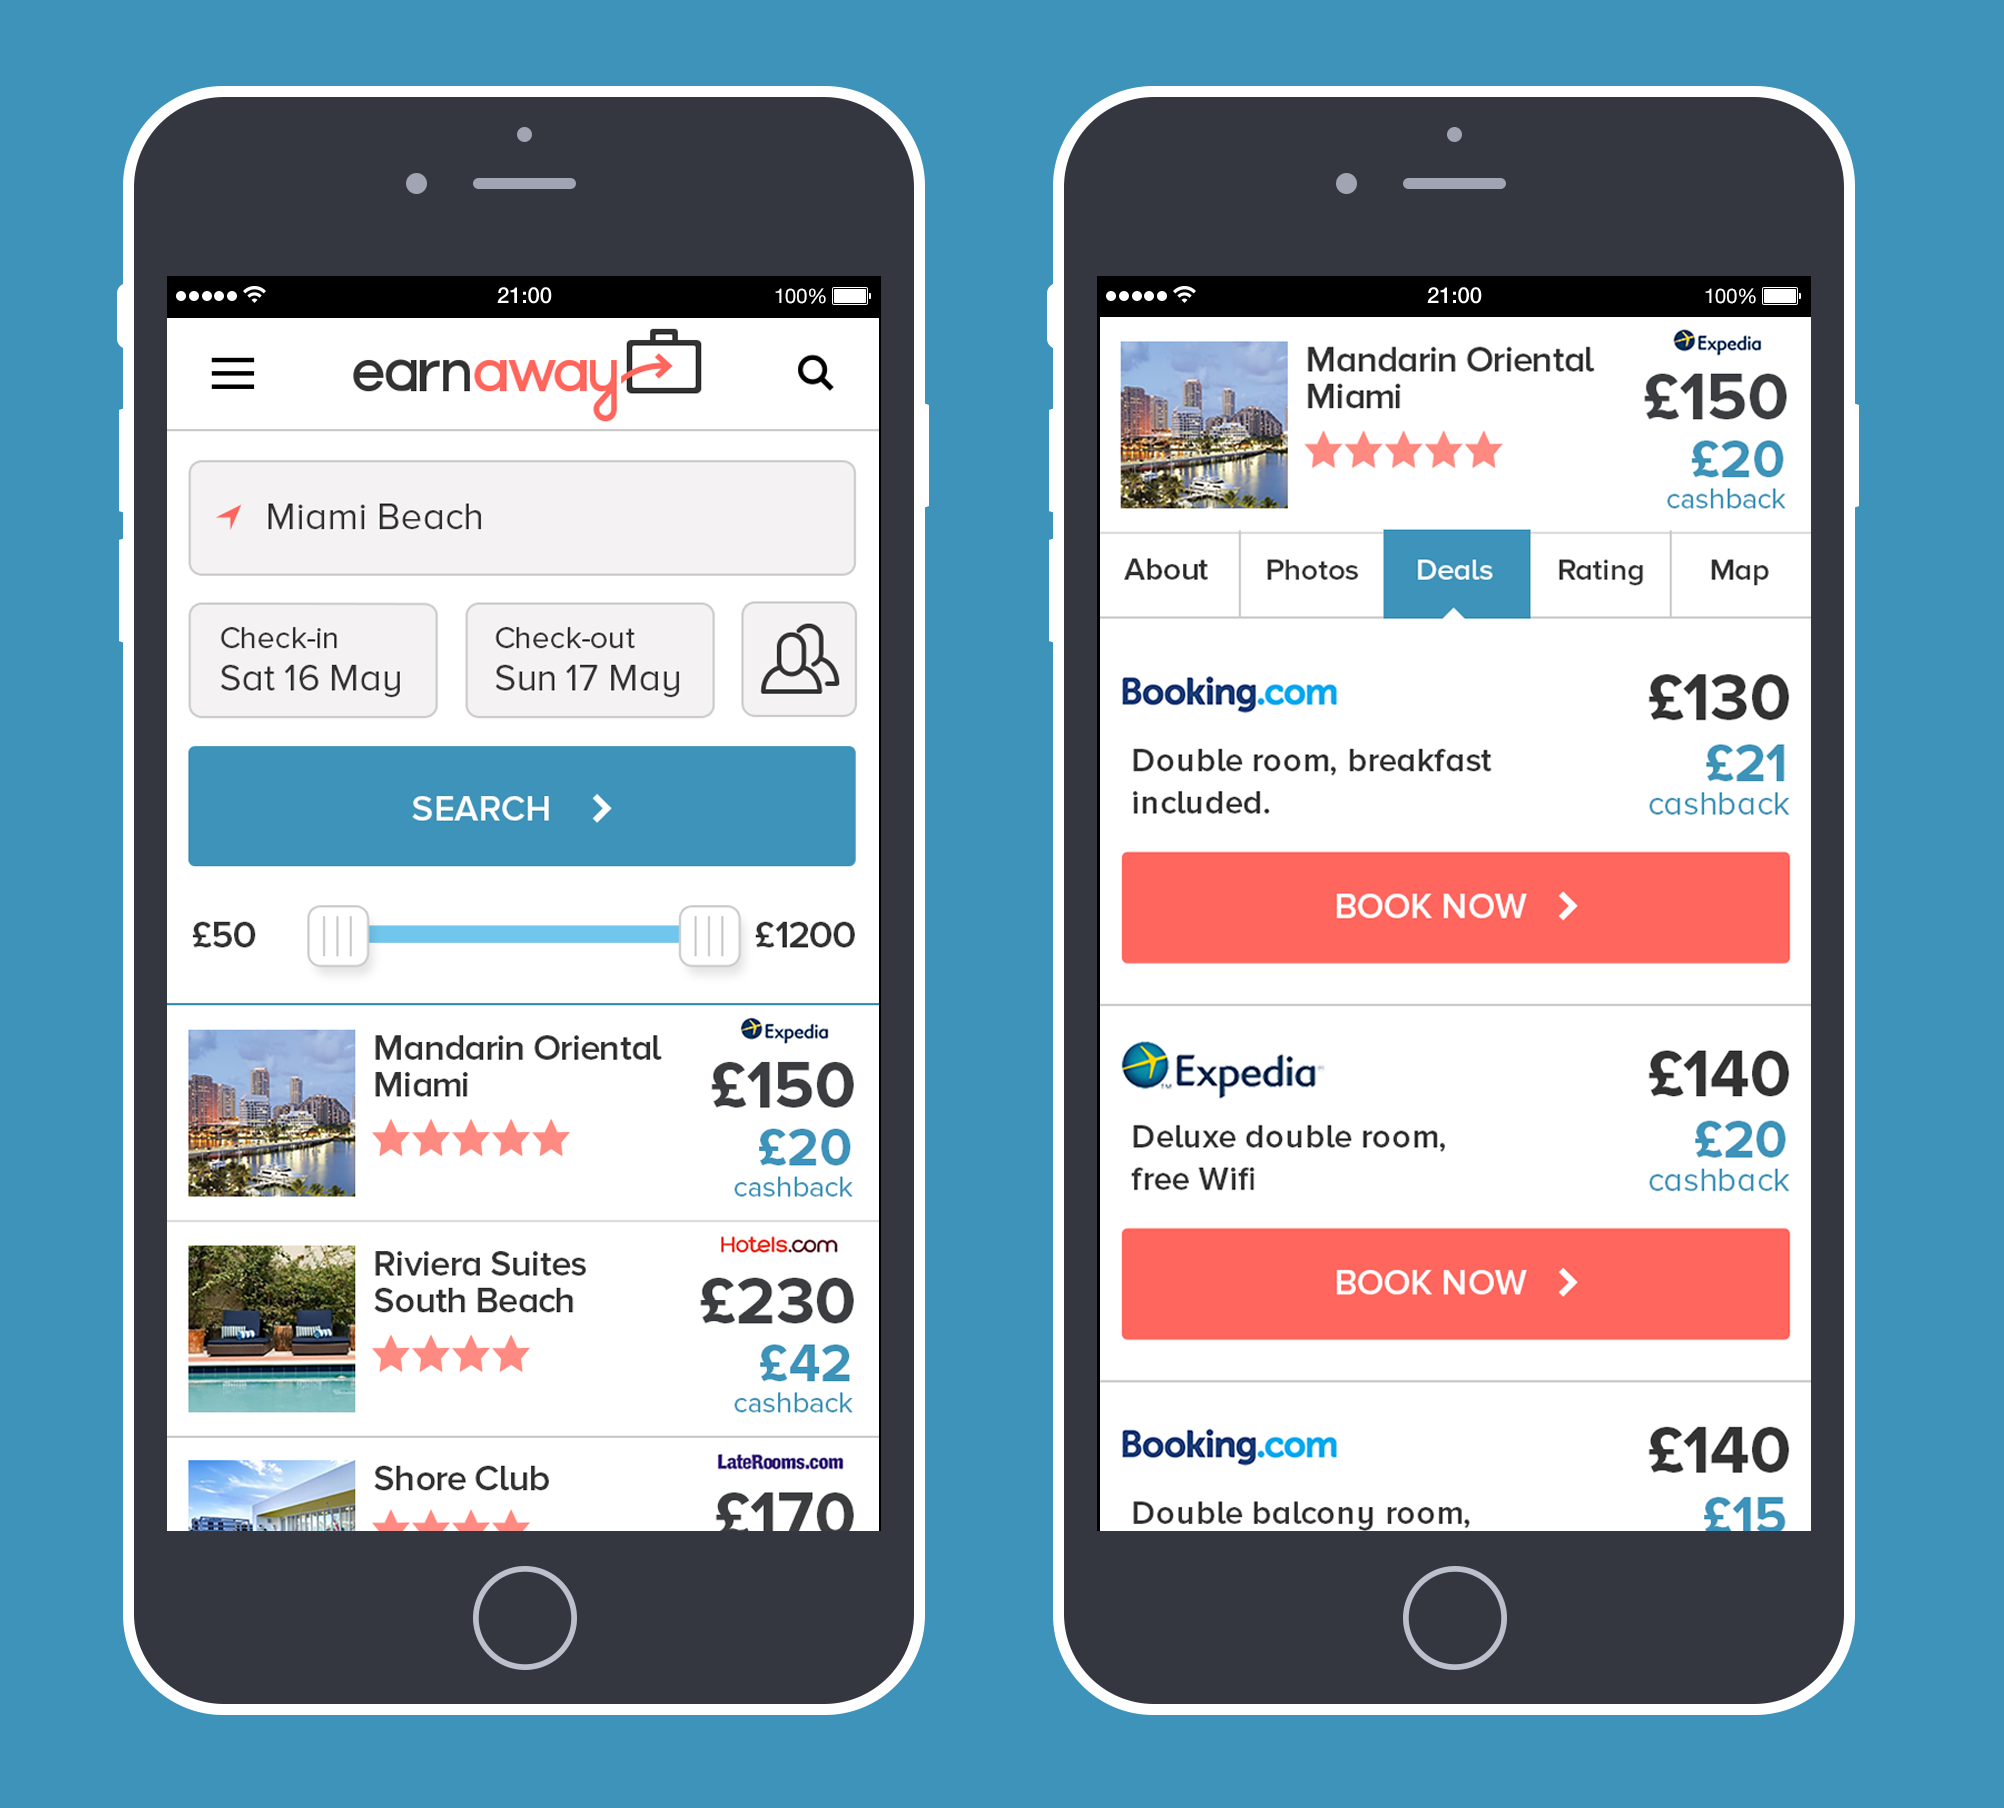 21:00
100%
earnaway
Miami Beach
Check-in
Sat 16 May
Check-out
Sun 17 May
SEARCH
£50
£1200
Mandarin Oriental
Miami
Expedia
£150
£20
cashback
Riviera Suites
South Beach
Hotels.com
£230
£42
cashback
Shore Club
LateRooms.com
£170
21:00
100%
Mandarin Oriental
Miami
Expedia
£150
£20
cashback
About
Photos
Deals
Rating
Map
Booking.com
£130
Double room, breakfast
included.
£21
cashback
BOOK NOW
Expedia
£140
Deluxe double room,
free Wifi
£20
cashback
BOOK NOW
Booking.com
£140
Double balcony room,
£15